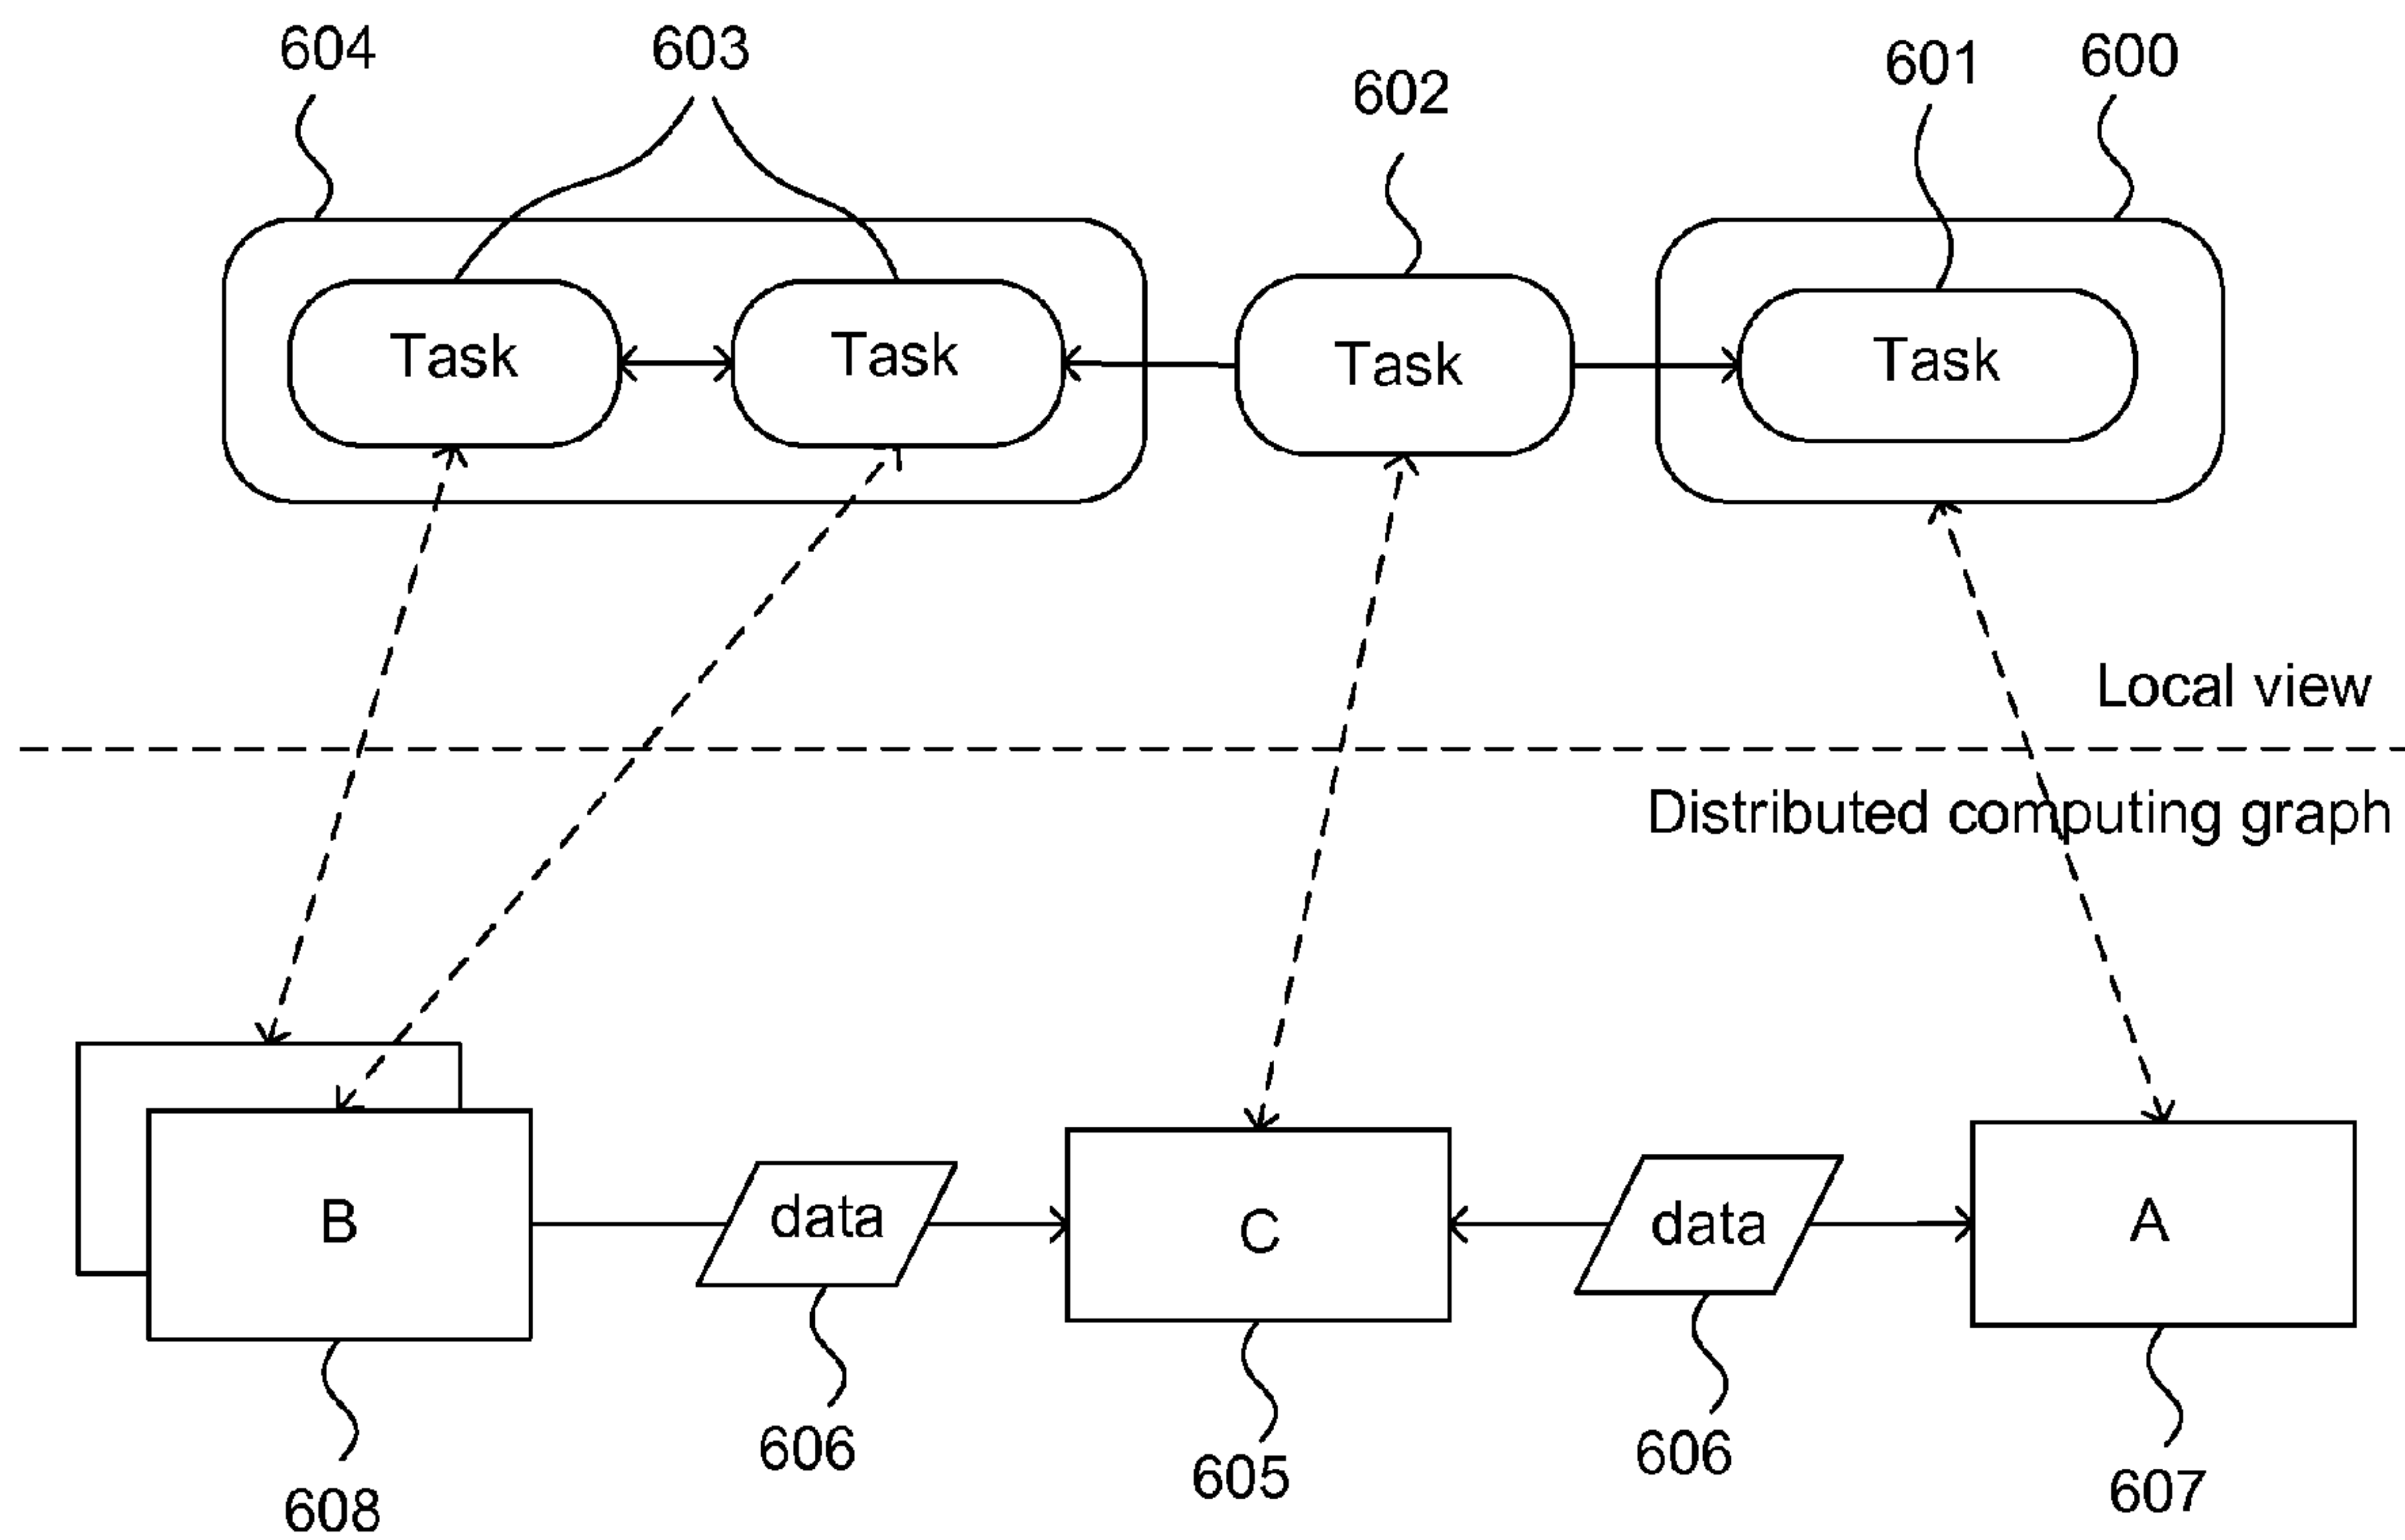 604
603
602
601
600
Task
Task
Task
Task
Local view
Distributed computing graph
B
data
C
data
A
608
606
605
606
607